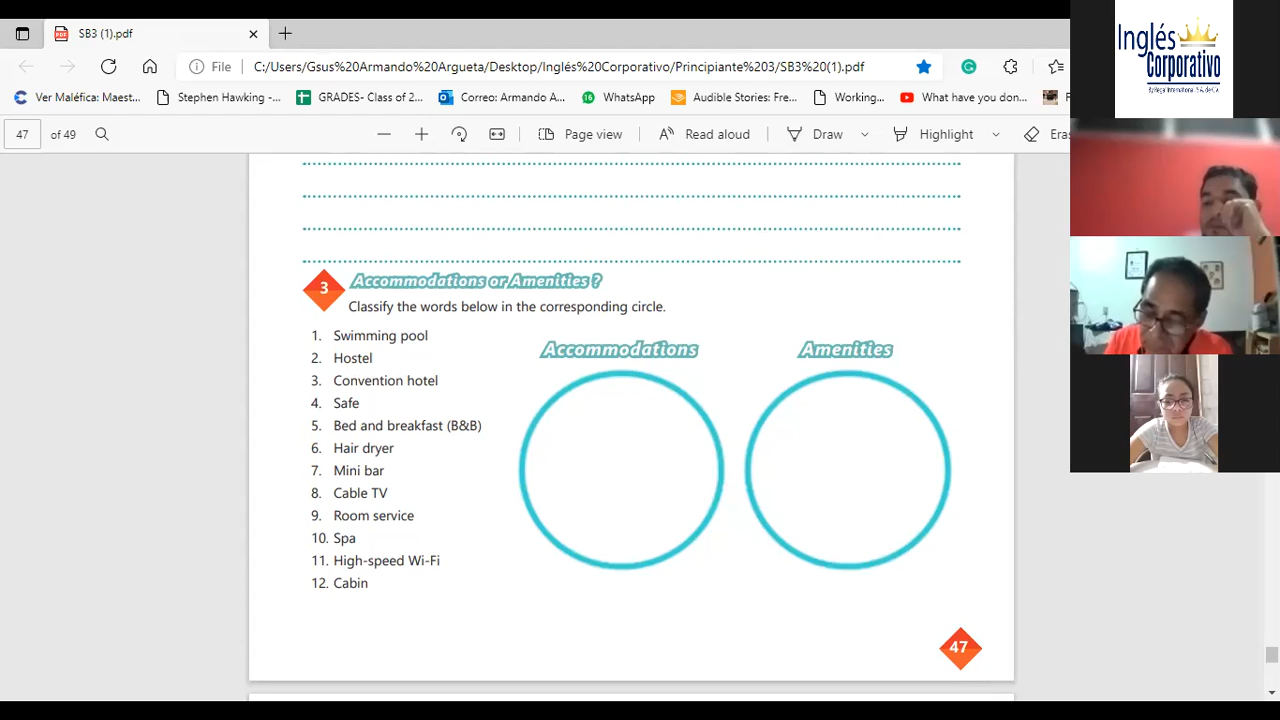 SB3 (1).pdf
File
C:/Users/Gsus%20Armando%20Argueta/Desktop/Inglés%20Corporativo/Principiante%203/SB3%20(1).pdf
Ver Maléfica: Maest...
Stephen Hawking -...
GRADES- Class of 2...
Correo: Armando A...
16 WhatsApp
Audible Stories: Fre...
Working...
What have you don...
47 of 49
Page view
Read aloud
Draw
Highlight
3 Accommodations or Amenities ?
Classify the words below in the corresponding circle.
1. Swimming pool
2. Hostel
3. Convention hotel
4. Safe
5. Bed and breakfast (B&B)
6. Hair dryer
7. Mini bar
8. Cable TV
9. Room service
10. Spa
11. High-speed Wi-Fi
12. Cabin
Accommodations
Amenities
47
Inglés
Corporativo